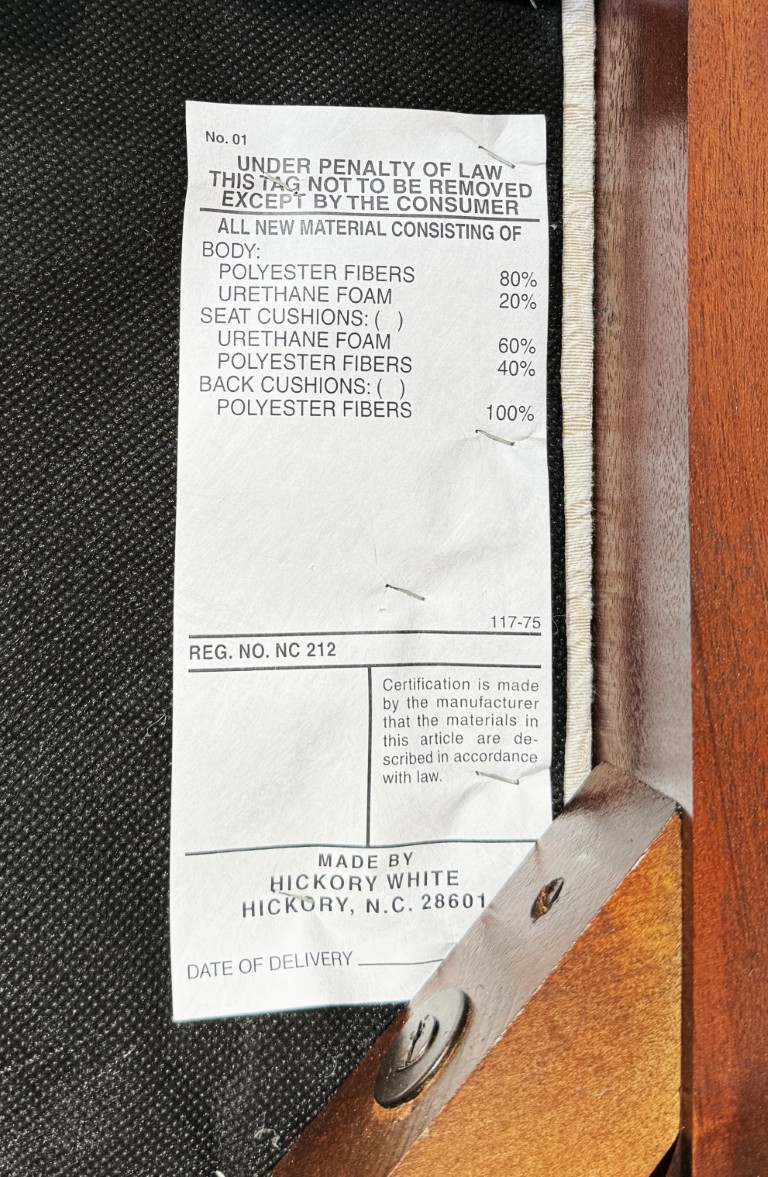 No. 01
UNDER PENALTY OF LAW
THIS TAG NOT TO BE REMOVED
EXCEPT BY THE CONSUMER
ALL NEW MATERIAL CONSISTING OF
BODY:
POLYESTER FIBERS 80%
URETHANE FOAM 20%
SEAT CUSHIONS: ( )
URETHANE FOAM 60%
POLYESTER FIBERS 40%
BACK CUSHIONS: ( )
POLYESTER FIBERS 100%
117-75
REG. NO. NC 212
Certification is made
by the manufacturer
that the materials in
this article are de-
scribed in accordance
with law.
MADE BY
HICKORY WHITE
HICKORY, N.C. 28601
DATE OF DELIVERY